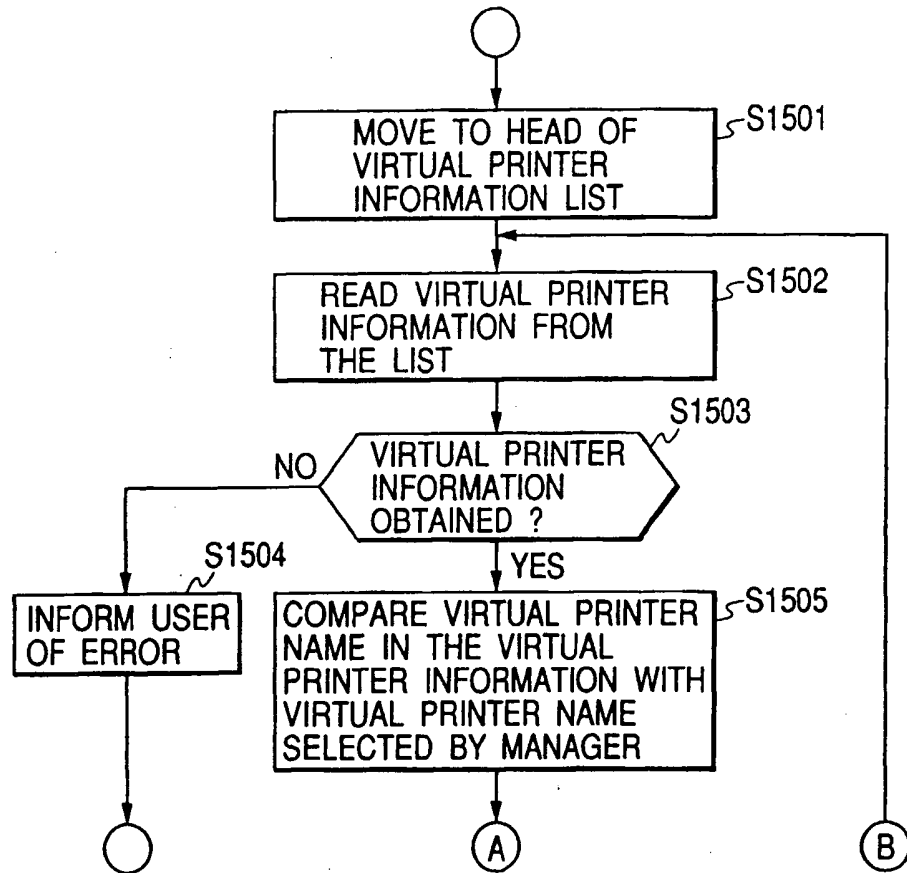 S1501
MOVE TO HEAD OF
VIRTUAL PRINTER
INFORMATION LIST
S1502
READ VIRTUAL PRINTER
INFORMATION FROM
THE LIST
S1503
VIRTUAL PRINTER
INFORMATION
OBTAINED ?
NO
YES
S1504
INFORM USER
OF ERROR
S1505
COMPARE VIRTUAL PRINTER
NAME IN THE VIRTUAL
PRINTER INFORMATION WITH
VIRTUAL PRINTER NAME
SELECTED BY MANAGER
A
B